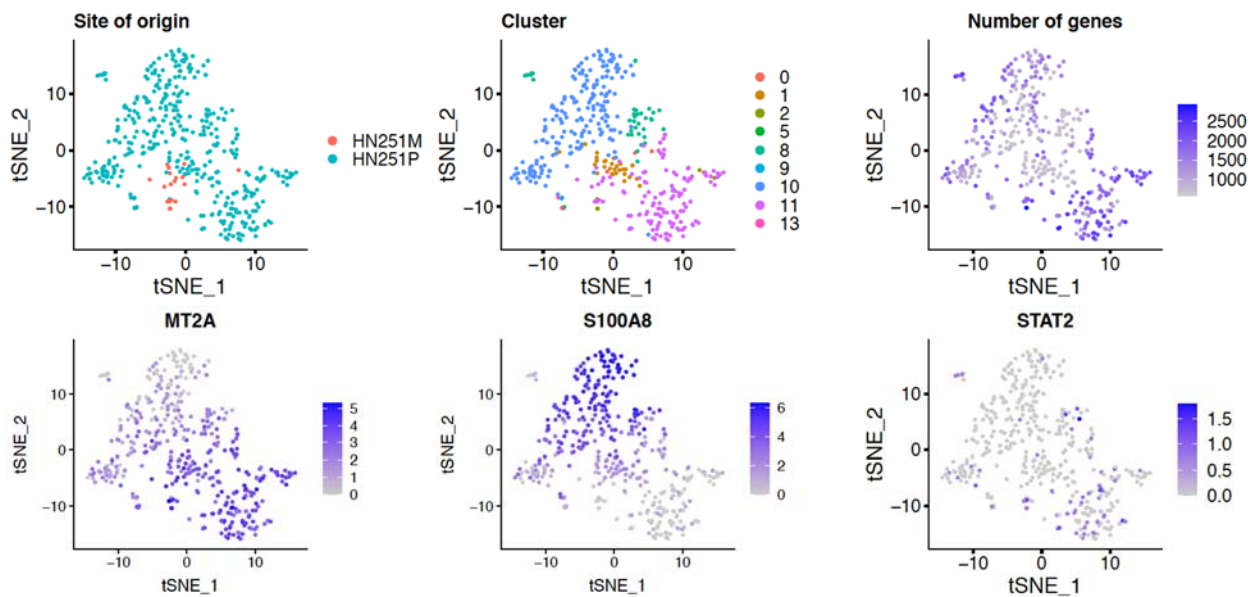 Site of origin
tSNE_2
10
0
−10
−10 0 10
tSNE_1
HN251M
HN251P
Cluster
tSNE_2
10
0
−10
−10 0 10
tSNE_1
0
1
2
5
8
9
10
11
13
Number of genes
tSNE_2
10
0
−10
−10 0 10
tSNE_1
2500
2000
1500
1000
MT2A
tSNE_2
10
0
−10
−10 0 10
tSNE_1
5
4
3
2
1
0
S100A8
tSNE_2
10
0
−10
−10 0 10
tSNE_1
6
4
2
0
STAT2
tSNE_2
10
0
−10
−10 0 10
tSNE_1
1.5
1.0
0.5
0.0